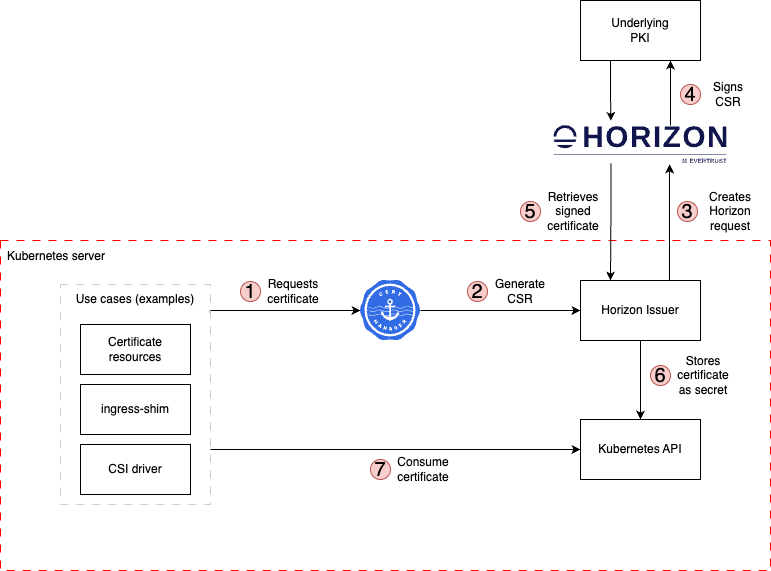 Underlying
PKI
4
Signs
CSR
HORIZON
EVERTRUST
5
Retrieves
signed
certificate
3
Creates
Horizon
request
Kubernetes server
Use cases (examples)
1
Requests
certificate
CERT
MANAGER
2
Generate
CSR
Horizon Issuer
Certificate
resources
6
Stores
certificate
as secret
ingress-shim
CSI driver
7
Consume
certificate
Kubernetes API